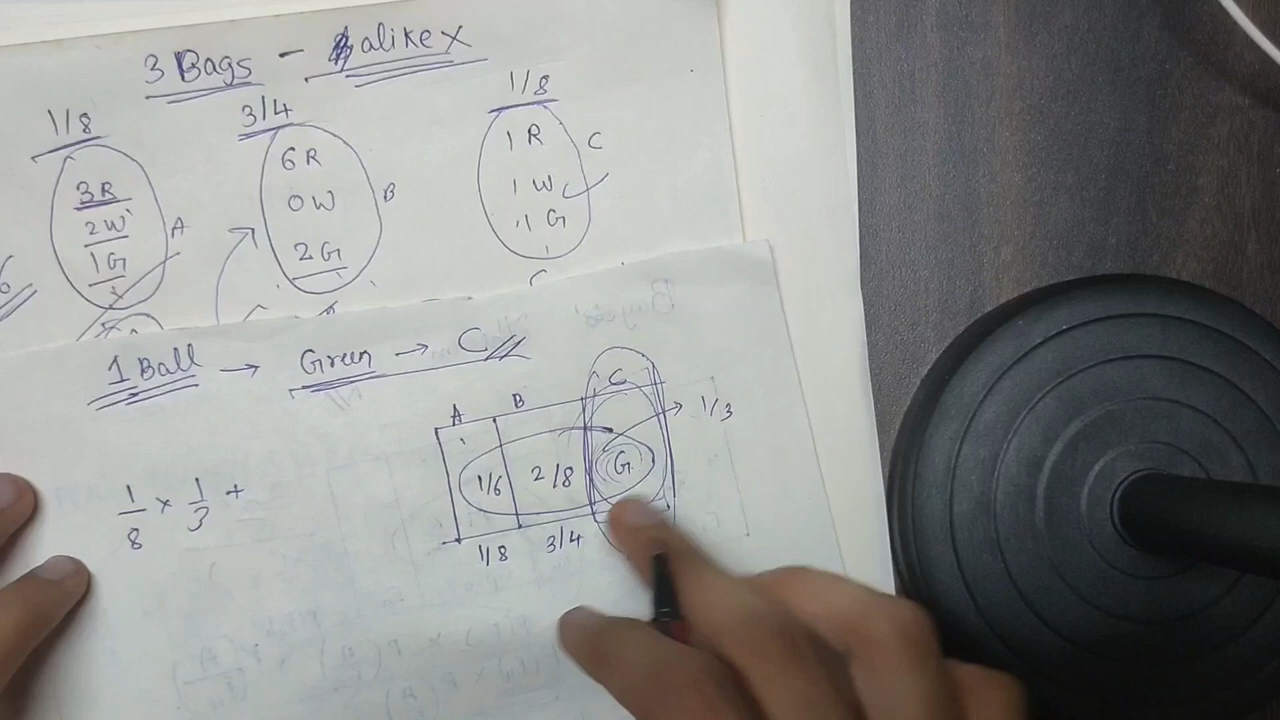 3 Bags - alike X
1/8
3/4
1/8
3R
2W
1G
A
6R
0W
2G
B
1R
1W
1G
C
6
C
1 Ball → Green → C
A
B
C
1/3
1/6
2/8
G
1/8
3/4
1/8 × 1/3 +